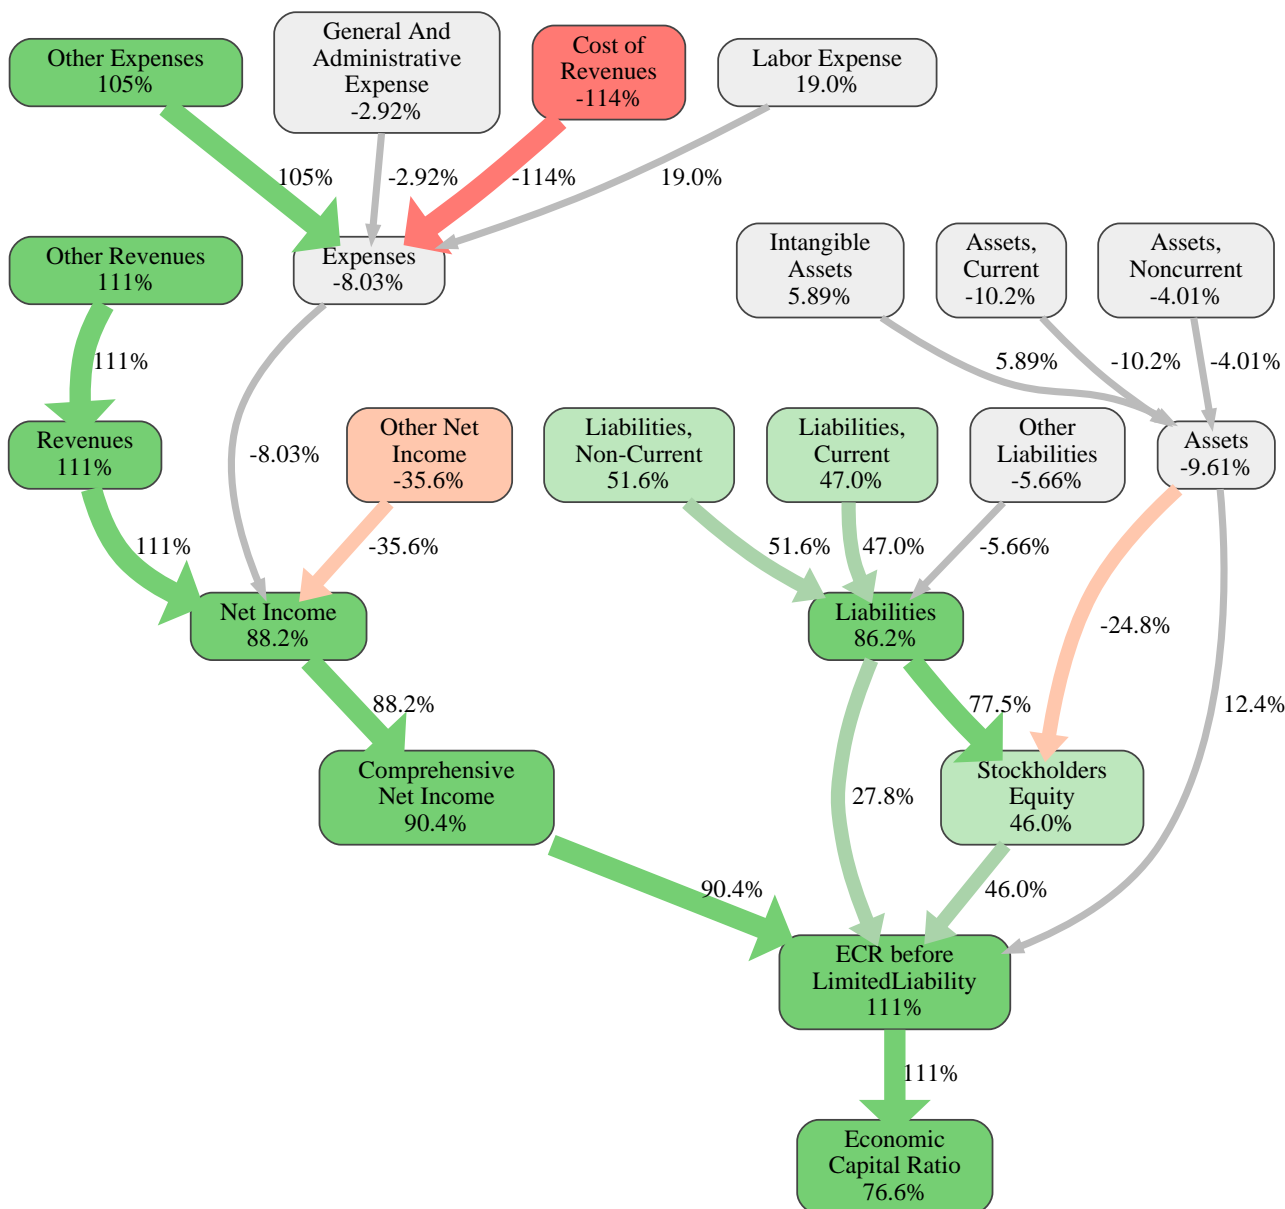 Other Expenses
105%
General And
Administrative
Expense
-2.92%
Cost of
Revenues
-114%
Labor Expense
19.0%
105%
-2.92%
-114%
19.0%
Other Revenues
111%
Expenses
-8.03%
Intangible
Assets
5.89%
Assets,
Current
-10.2%
Assets,
Noncurrent
-4.01%
111%
5.89%
-10.2%
-4.01%
Revenues
111%
-8.03%
Other Net
Income
-35.6%
Liabilities,
Non-Current
51.6%
Liabilities,
Current
47.0%
Other
Liabilities
-5.66%
Assets
-9.61%
111%
-35.6%
51.6%
47.0%
-5.66%
Net Income
88.2%
Liabilities
86.2%
-24.8%
88.2%
77.5%
12.4%
Comprehensive
Net Income
90.4%
27.8%
Stockholders
Equity
46.0%
90.4%
46.0%
ECR before
LimitedLiability
111%
111%
Economic
Capital Ratio
76.6%